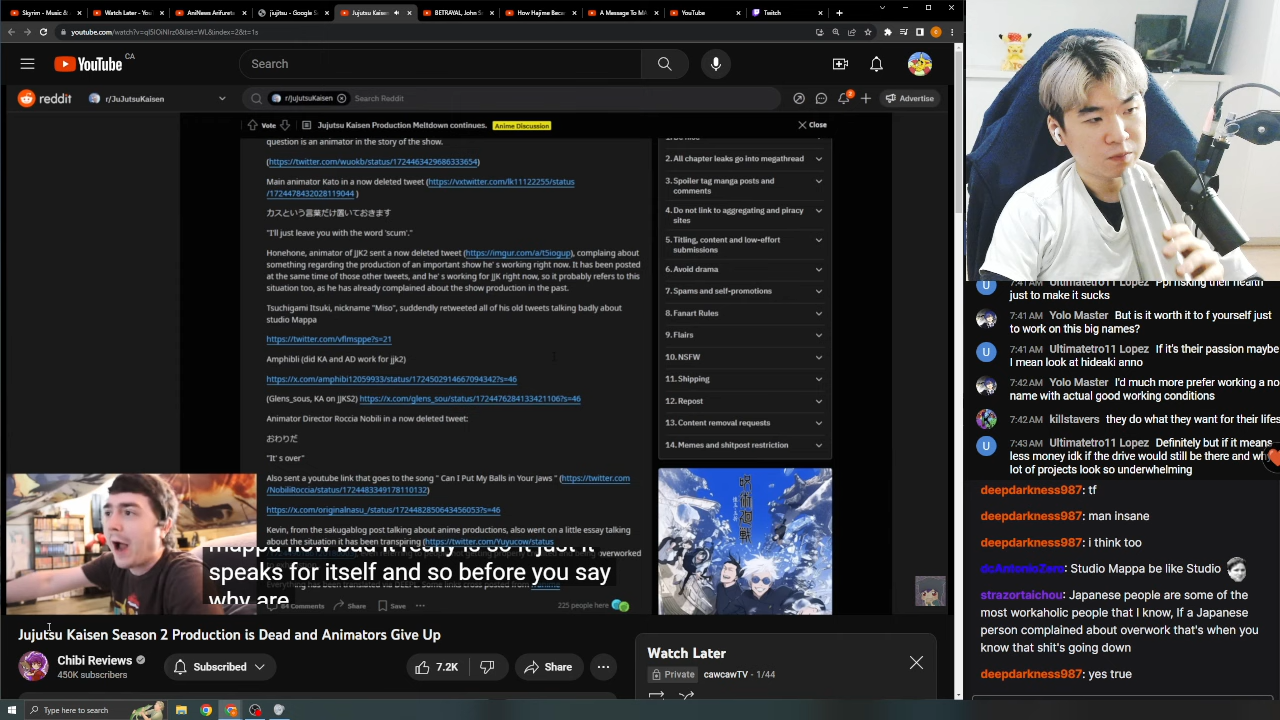 Skyrim - Music &
Watch Later - You
AniNews Arifureta
jiujitsu - Google S
Jujutsu Kaisen
BETRAYAL, John S
How Hajime Beca
A Message To M
YouTube
Twitch
youtube.com/watch?v=
&list=WL&index=2&t=1s
YouTube CA
Search
reddit
r/JuJutsuKaisen
r/JuJutsuKaisen
Search Reddit
Advertise
Vote
Jujutsu Kaisen Production Meltdown continues.
Anime Discussion
Close
question is an animator in the story of the show.
(https://twitter.com/wuokb/status/1724463429686333654)
Main animator Kato in a now deleted tweet (https://vxtwitter.com/lk11122255/status
/1724478432028119044 )
カスという言葉だけ置いておきます
"I'll just leave you with the word 'scum'."
Honehone, animator of JJK2 sent a now deleted tweet (https://imgur.com/a/t5iogup), complaing about
something regarding the production of an important show he's working right now. It has been posted
at the same time of those other tweets, and he's working for JJK right now, so it probably refers to this
situation too, as he has already complained about the show production in the past.
Tsuchigami Itsuki, nickname "Miso", suddenly retweeted all of his old tweets talking badly about
studio Mappa
https://twitter.com/vflmsppe?s=21
Amphibli (did KA and AD work for jjk2)
https://x.com/amphibi12059933/status/1724502914667094342?s=46
(Glens_sous, KA on JJKS2) https://x.com/glens_sou/status/1724476284133421106?s=46
Animator Director Roccia Nobili in a now deleted tweet:
おわりだ
"It' s over"
Also sent a youtube link that goes to the song " Can I Put My Balls in Your Jaws " (https://twitter.com
/NobiliRoccia/status/1724483349178110132)
https://x.com/originalnasu_/status/1724482850643456053?s=46
Kevin, from the sakugablog post talking about anime productions, also went on a little essay talking
about the situation it has been transpiring (https://twitter.com/Yuyucow/status
overworked
mappa how bad it really is so it just it
speaks for itself and so before you say
why are
84 Comments
Share
Save
225 people here
2. All chapter leaks go into megathread
3. Spoiler tag manga posts and
comments
4. Do not link to aggregating and piracy
sites
5. Titling, content and low-effort
submissions
6. Avoid drama
7. Spams and self-promotions
8. Fanart Rules
9. Flairs
10. NSFW
11. Shipping
12. Repost
13. Content removal requests
14. Memes and shitpost restriction
呪術廻戦
Jujutsu Kaisen Season 2 Production is Dead and Animators Give Up
Chibi Reviews
450K subscribers
Subscribed
7.2K
Share
Watch Later
Private
cawcawTV - 1/44
Type here to search
7:41 AM Ultimatetro11 Lopez Ppl risking their health
just to make it sucks
7:41 AM Yolo Master But is it worth it to f yourself just
to work on this big names?
7:41 AM Ultimatetro11 Lopez If it's their passion maybe
I mean look at hideaki anno
7:42 AM Yolo Master I'd much more prefer working a no
name with actual good working conditions
7:42 AM killstavers they do what they want for their lifes
7:43 AM Ultimatetro11 Lopez Definitely but if it means
less money idk if the drive would still be there and
lot of projects look so underwhelming
deepdarkness987: tf
deepdarkness987: man insane
deepdarkness987: i think too
dcAntonioZero: Studio Mappa be like Studio
strazortaichou: Japanese people are some of the
most workaholic people that I know, If a Japanese
person complained about overwork that's when you
know that shit's going down
deepdarkness987: yes true